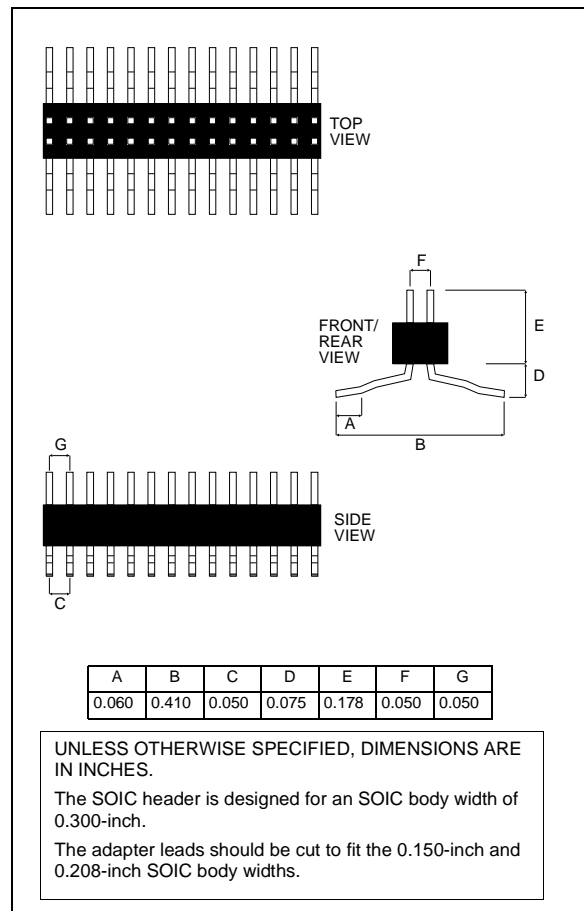 TOP
VIEW
F
FRONT/
REAR
VIEW
E
D
A
B
G
SIDE
VIEW
C
A B C D E F G
0.060 0.410 0.050 0.075 0.178 0.050 0.050
UNLESS OTHERWISE SPECIFIED, DIMENSIONS ARE
IN INCHES.
The SOIC header is designed for an SOIC body width of
0.300-inch.
The adapter leads should be cut to fit the 0.150-inch and
0.208-inch SOIC body widths.